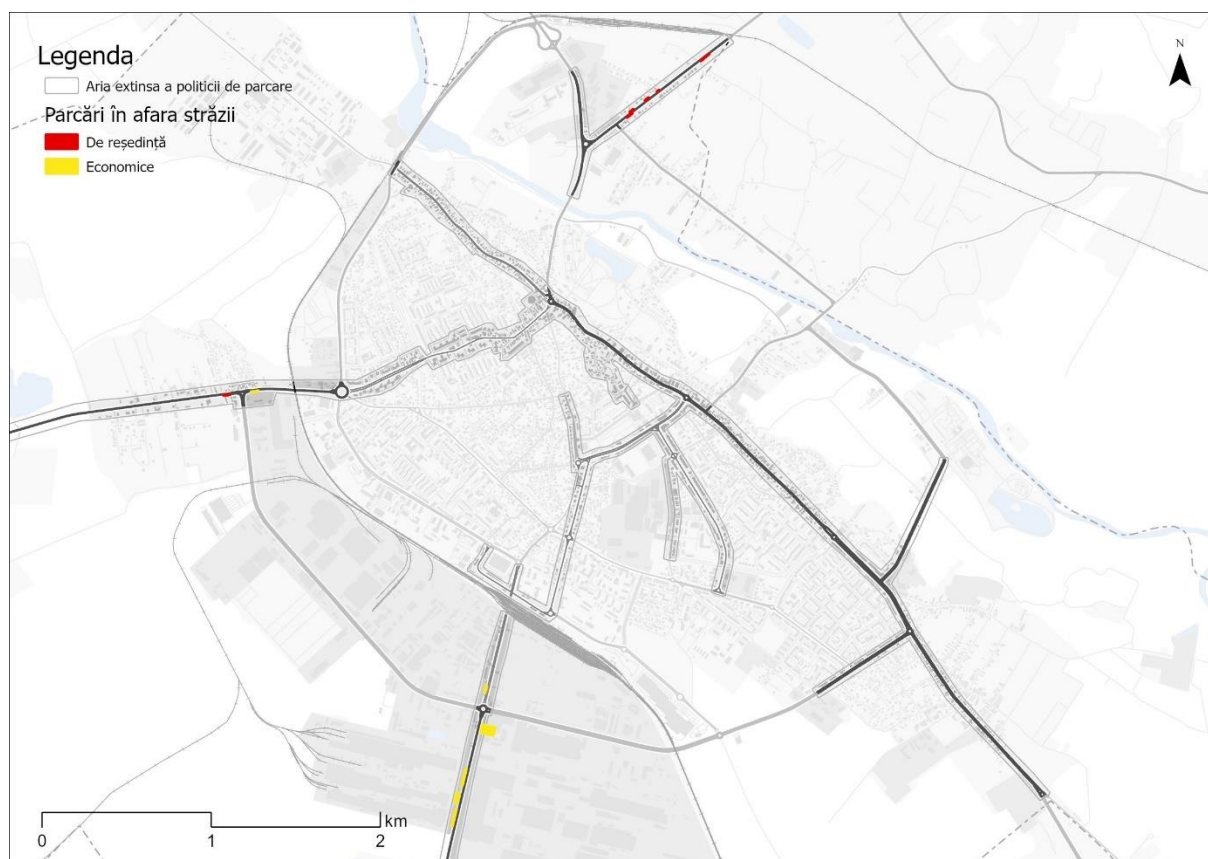 Legenda
Aria extinsa a politicii de parcare
Parcări în afara străzii
De reședință
Economice
N
km
0 1 2